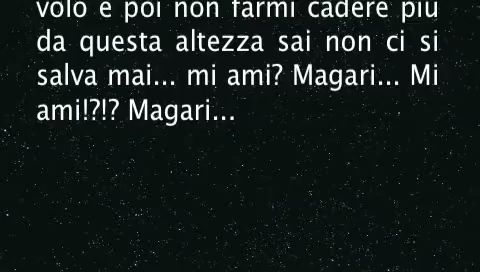 volo e poi non farmi cadere più
da questa altezza sai non ci si
salva mai... mi ami? Magari... Mi
ami!?!? Magari...